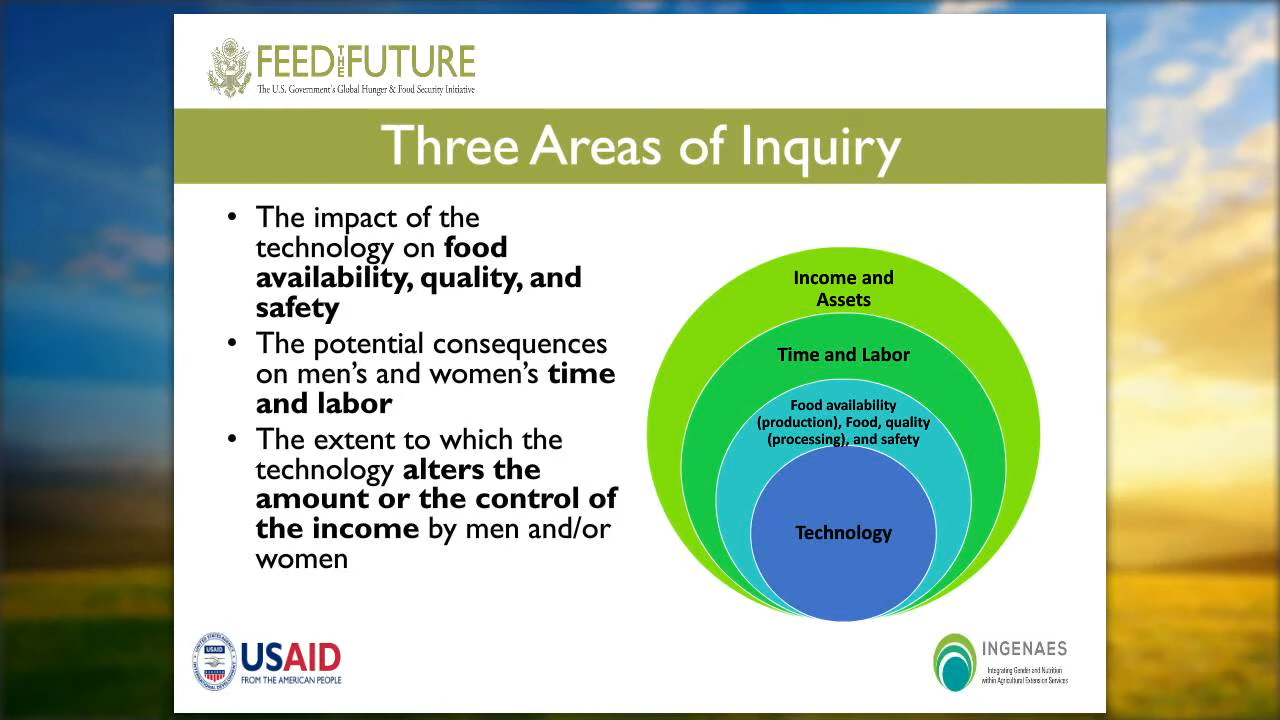 FEED THE FUTURE
The U.S. Government's Global Hunger & Food Security Initiative
Three Areas of Inquiry
• The impact of the
technology on food
availability, quality, and
safety
• The potential consequences
on men's and women's time
and labor
• The extent to which the
technology alters the
amount or the control of
the income by men and/or
women
Income and
Assets
Time and Labor
Food availability
(production), Food, quality
(processing), and safety
Technology
USAID
FROM THE AMERICAN PEOPLE
INGENAES
Integrating Gender and Nutrition
within Agricultural Extension Services